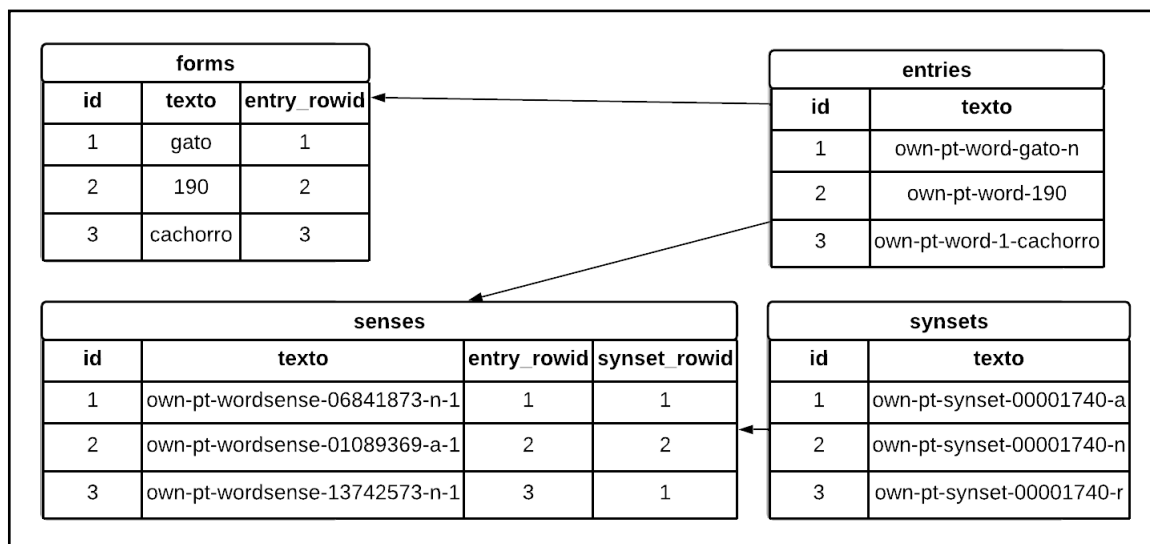 forms
id texto entry_rowid
1 gato 1
2 190 2
3 cachorro 3
entries
id texto
1 own-pt-word-gato-n
2 own-pt-word-190
3 own-pt-word-1-cachorro
senses
id texto entry_rowid synset_rowid
1 own-pt-wordsense-06841873-n-1 1 1
2 own-pt-wordsense-01089369-a-1 2 2
3 own-pt-wordsense-13742573-n-1 3 1
synsets
id texto
1 own-pt-synset-00001740-a
2 own-pt-synset-00001740-n
3 own-pt-synset-00001740-r